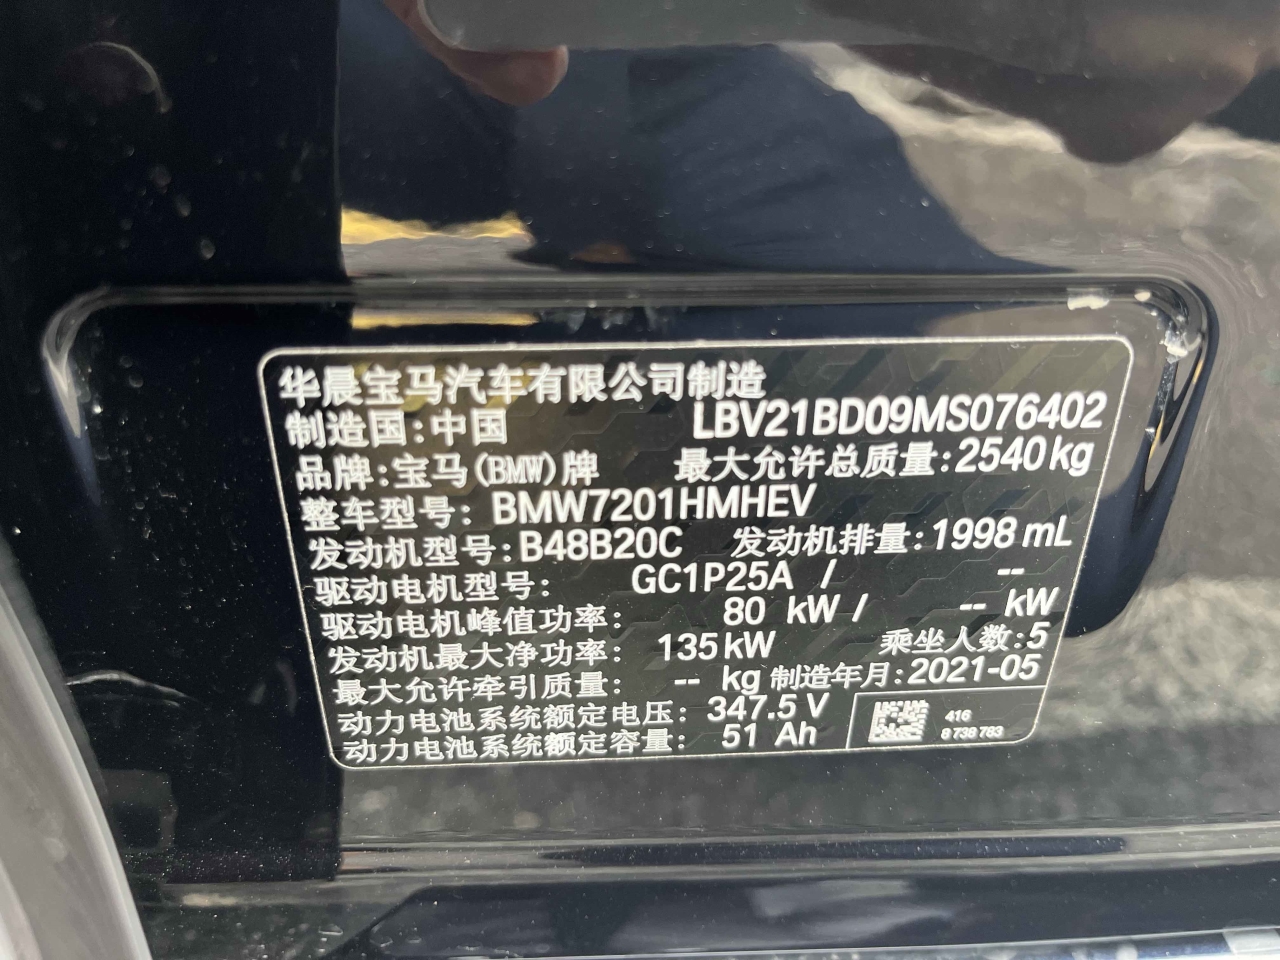 华晨宝马汽车有限公司制造
制造国:中国 LBV21BD09MS076402
品牌:宝马(BMW)牌 最大允许总质量:2540kg
整车型号: BMW7201HMHEV
发动机型号:B48B20C 发动机排量:1998 mL
驱动电机型号: GC1P25A / --
驱动电机峰值功率: 80 kW / -- kW
发动机最大净功率: 135kW 乘坐人数:5
最大允许牵引质量: -- kg 制造年月:2021-05
动力电池系统额定电压: 347.5 V
动力电池系统额定容量: 51 Ah
416
8 738 783